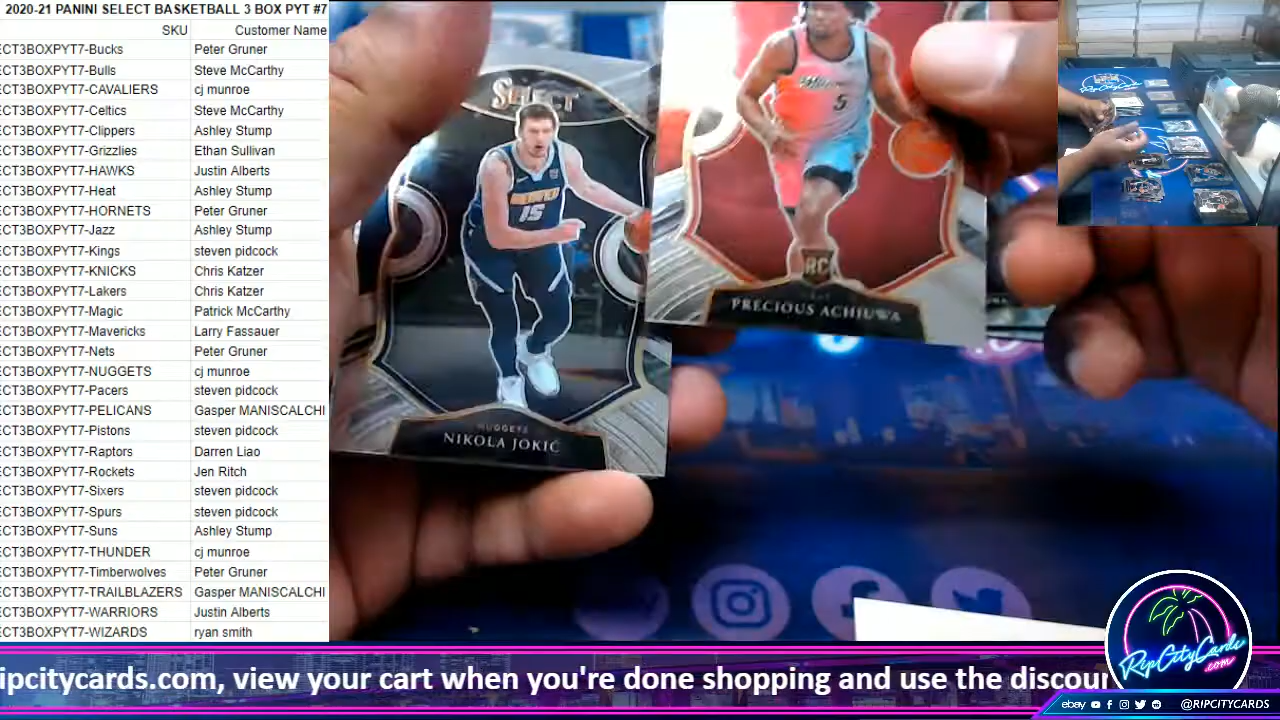 2020-21 PANINI SELECT BASKETBALL 3 BOX PYT #7
SKU Customer Name
ECT3BOXPYT7-Bucks Peter Gruner
ECT3BOXPYT7-Bulls Steve McCarthy
ECT3BOXPYT7-CAVALIERS cj munroe
ECT3BOXPYT7-Celtics Steve McCarthy
ECT3BOXPYT7-Clippers Ashley Stump
ECT3BOXPYT7-Grizzlies Ethan Sullivan
ECT3BOXPYT7-HAWKS Justin Alberts
ECT3BOXPYT7-Heat Ashley Stump
ECT3BOXPYT7-HORNETS Peter Gruner
ECT3BOXPYT7-Jazz Ashley Stump
ECT3BOXPYT7-Kings steven pidcock
ECT3BOXPYT7-KNICKS Chris Katzer
ECT3BOXPYT7-Lakers Chris Katzer
ECT3BOXPYT7-Magic Patrick McCarthy
ECT3BOXPYT7-Mavericks Larry Fassauer
ECT3BOXPYT7-Nets Peter Gruner
ECT3BOXPYT7-NUGGETS cj munroe
ECT3BOXPYT7-Pacers steven pidcock
ECT3BOXPYT7-PELICANS Gasper MANISCALCHI
ECT3BOXPYT7-Pistons steven pidcock
ECT3BOXPYT7-Raptors Darren Liao
ECT3BOXPYT7-Rockets Jen Ritch
ECT3BOXPYT7-Sixers steven pidcock
ECT3BOXPYT7-Spurs steven pidcock
ECT3BOXPYT7-Suns Ashley Stump
ECT3BOXPYT7-THUNDER cj munroe
ECT3BOXPYT7-Timberwolves Peter Gruner
ECT3BOXPYT7-TRAILBLAZERS Gasper MANISCALCHI
ECT3BOXPYT7-WARRIORS Justin Alberts
ECT3BOXPYT7-WIZARDS ryan smith
SELECT
15
NUGGETS
NIKOLA JOKIĆ
5
RC
PRECIOUS ACHIUWA
ipcitycards.com, view your cart when you're done shopping and use the discou
RipCityCards
.com
ebay @RIPCITYCARDS